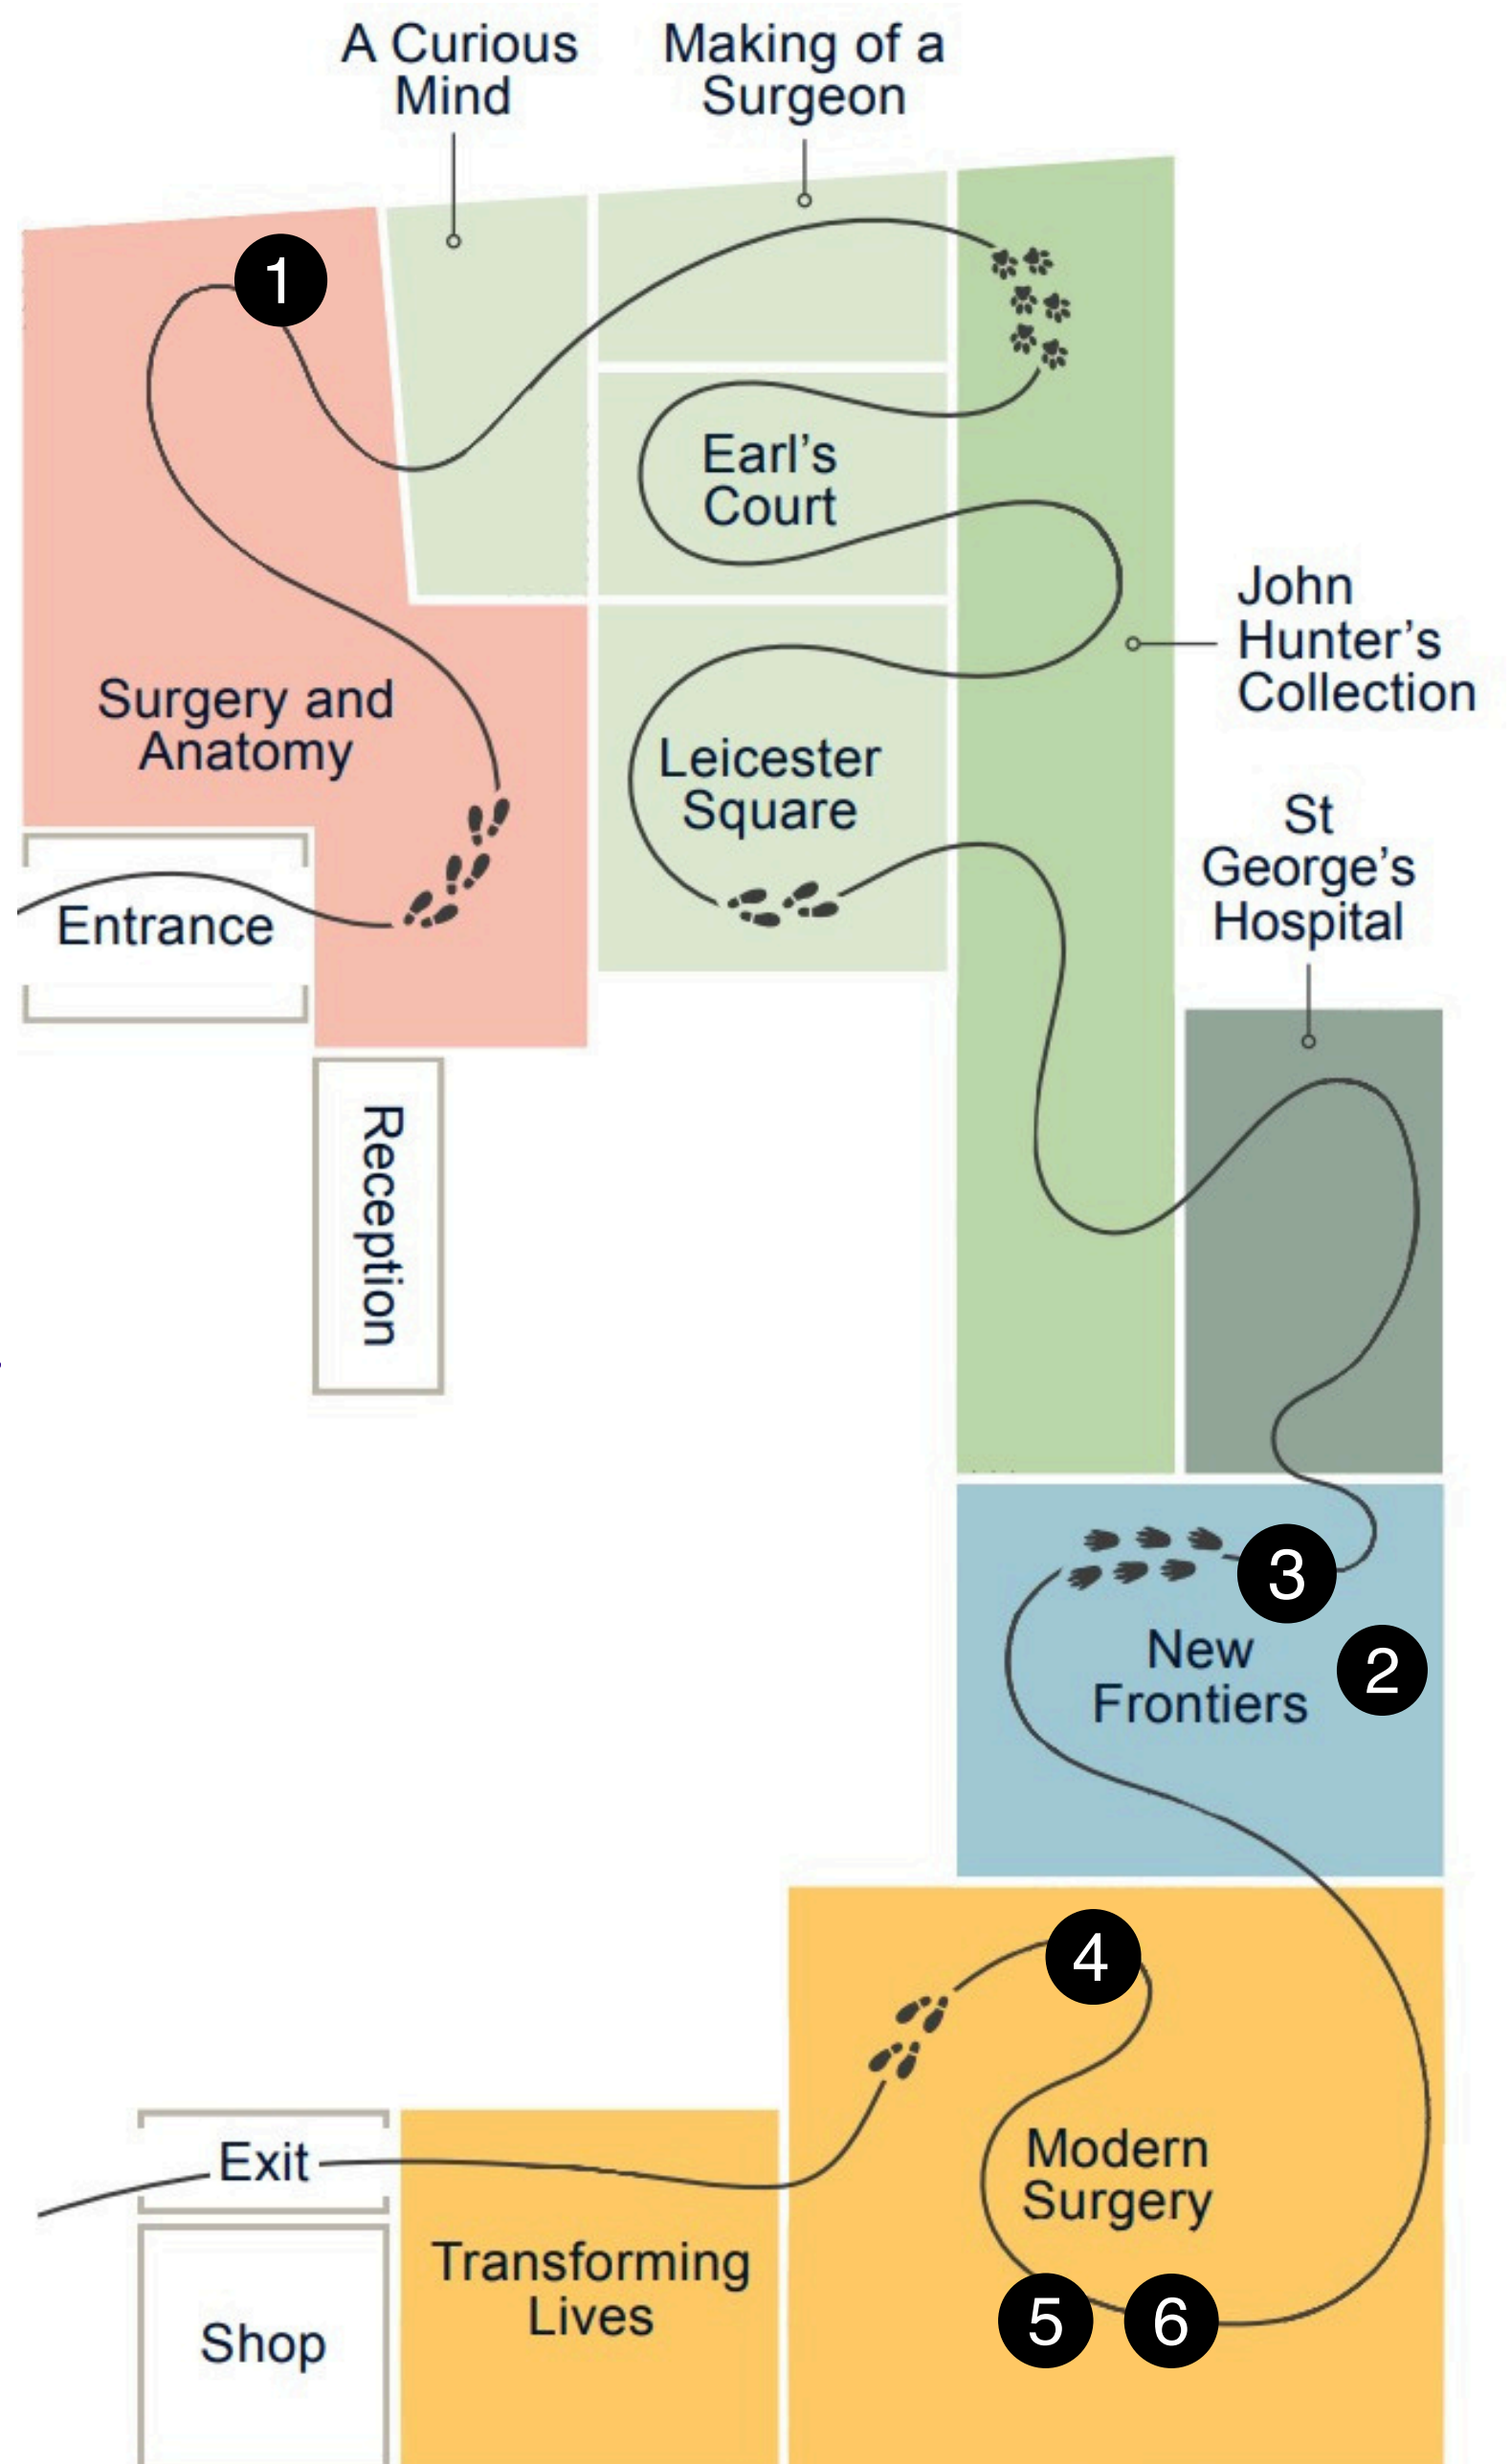 A Curious
Mind
Making of a
Surgeon
1
Earl’s
Court
John
Hunter’s
Collection
Surgery and
Anatomy
Leicester
Square
St
George’s
Hospital
Entrance
Reception
3
New
Frontiers
2
4
Modern
Surgery
Exit
Transforming
Lives
5
6
Shop